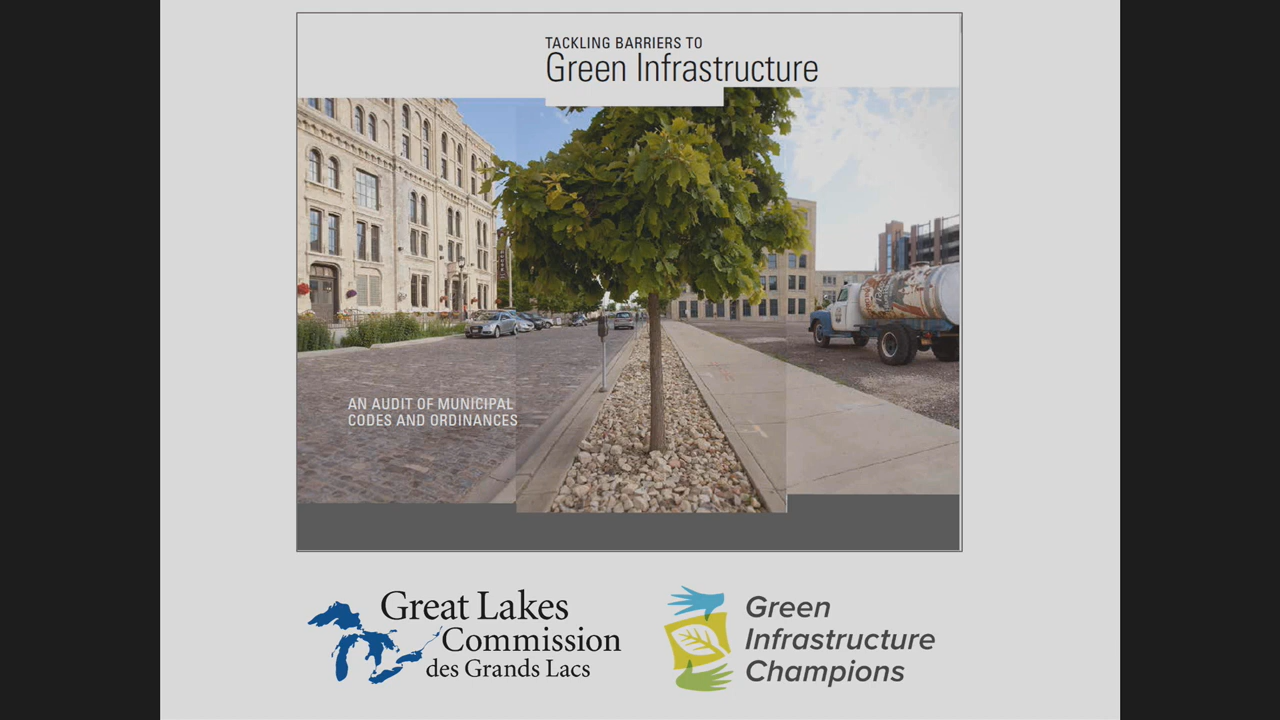 TACKLING BARRIERS TO
Green Infrastructure
AN AUDIT OF MUNICIPAL
CODES AND ORDINANCES
Great Lakes
Commission
des Grands Lacs
Green
Infrastructure
Champions